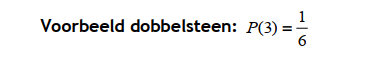 Voorbeeld dobbelsteen: P(3) = 1/6